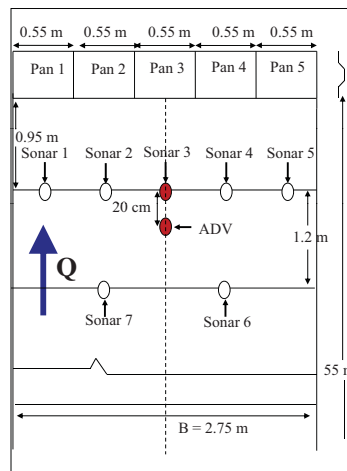 0.55 m 0.55 m 0.55 m 0.55 m 0.55 m
Pan 1 Pan 2 Pan 3 Pan 4 Pan 5
0.95 m
Sonar 1 Sonar 2 Sonar 3 Sonar 4 Sonar 5
20 cm
ADV
1.2 m
Q
Sonar 7 Sonar 6
55 m
B = 2.75 m